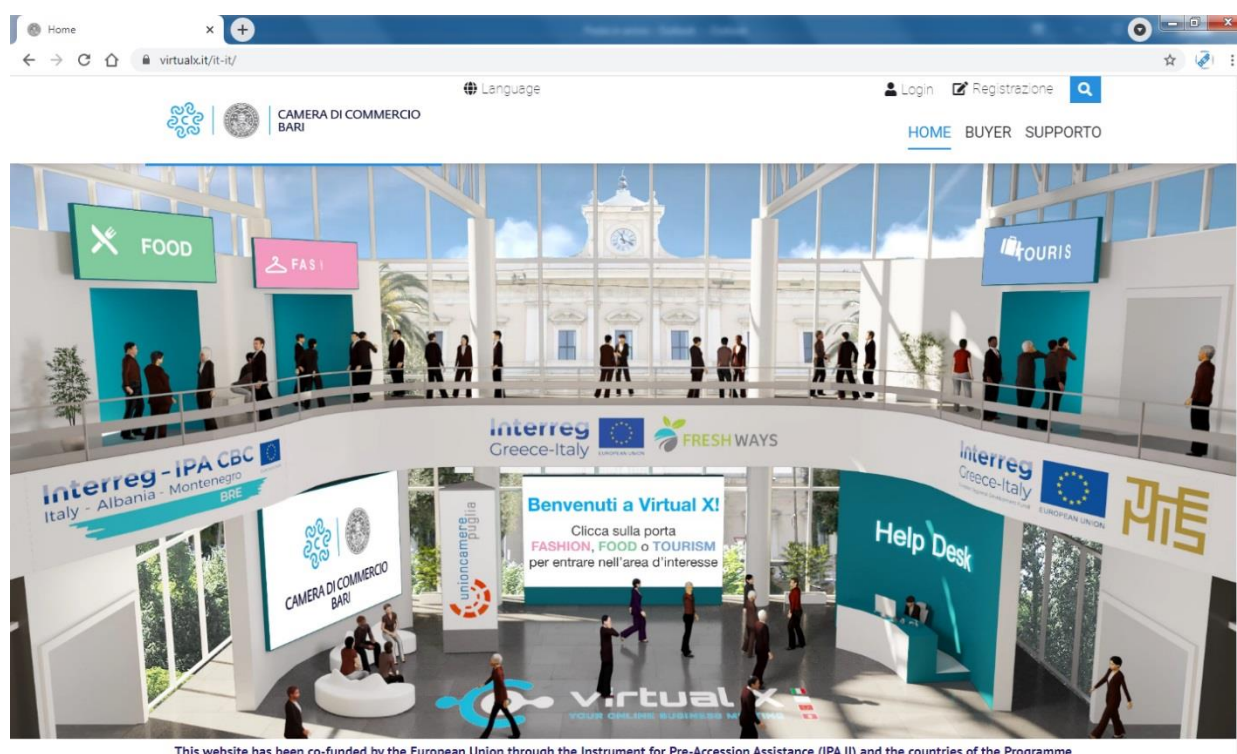 Home
virtualx.it/it-it/
Language
Login
Registrazione
CAMERA DI COMMERCIO
BARI
HOME BUYER SUPPORTO
FOOD
FAS
TOURIS
Interreg
Greece-Italy
EUROPEAN UNION
FRESH WAYS
Interreg - IPA CBC
Italy - Albania - Montenegro
BRE
Interreg
Greece-Italy
EUROPEAN UNION
THEMIS
CAMERA DI COMMERCIO
BARI
unioncamere
puglia
Benvenuti a Virtual X!
Clicca sulla porta
FASHION, FOOD o TOURISM
per entrare nell'area d'interesse
Help Desk
virtual x
YOUR ONLINE BUSINESS MEETING
This website has been co-funded by the European Union through the Instrument for Pre-Accession Assistance (IPA II) and the countries of the Programme